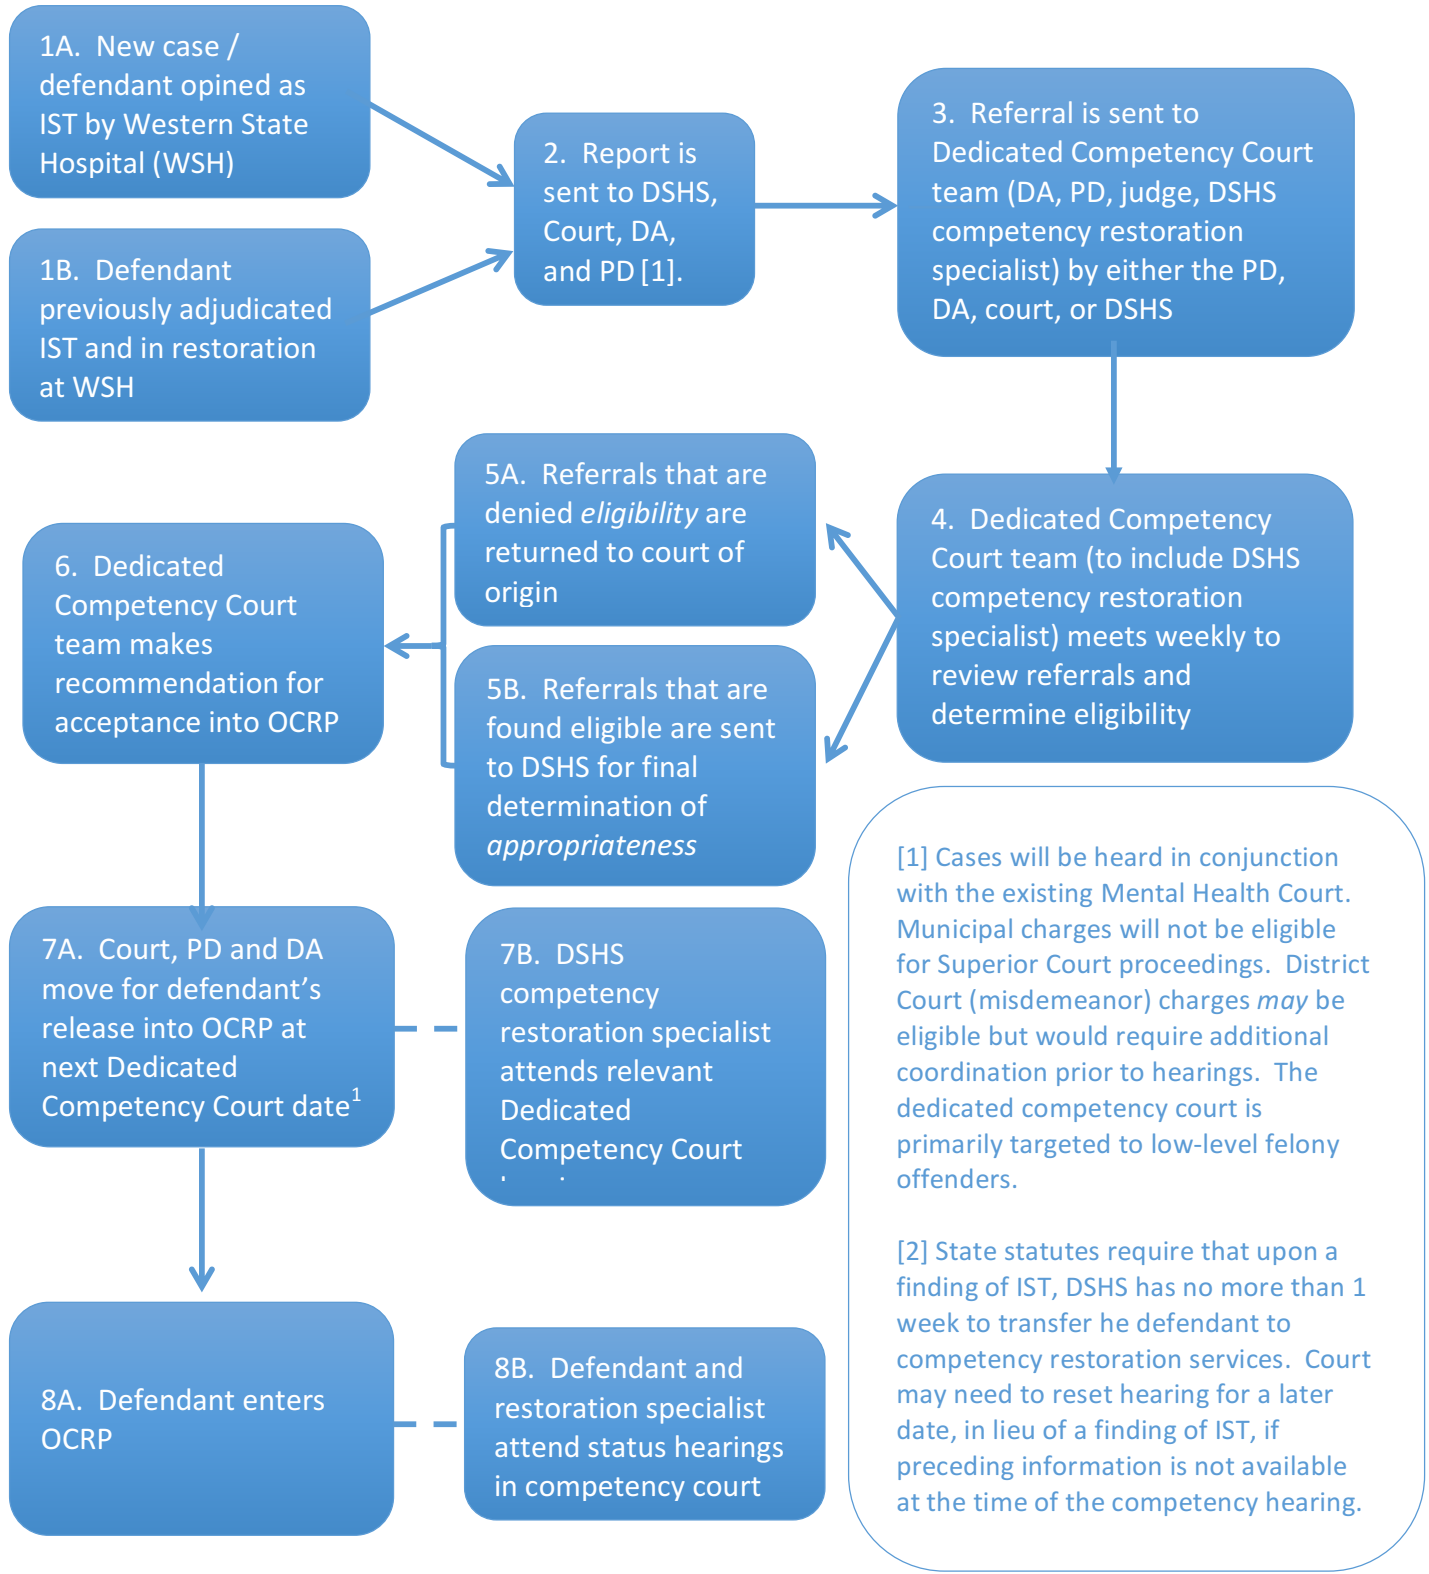 1A.  New case /
defendant opined as
IST by Western State
Hospital (WSH)
1B.  Defendant
previously adjudicated
IST and in restoration
at WSH
2.  Report is
sent to DSHS,
Court, DA,
and PD [1].
3.  Referral is sent to
Dedicated Competency Court
team (DA, PD, judge, DSHS
competency restoration
specialist) by either the PD,
DA, court, or DSHS
4.  Dedicated Competency
Court team (to include DSHS
competency restoration
specialist) meets weekly to
review referrals and
determine eligibility
5A.  Referrals that are
denied eligibility are
returned to court of
origin
5B.  Referrals that are
found eligible are sent
to DSHS for final
determination of
appropriateness
6.  Dedicated
Competency Court
team makes
recommendation for
acceptance into OCRP
7A.  Court, PD and DA
move for defendant’s
release into OCRP at
next Dedicated
Competency Court date1
7B.  DSHS
competency
restoration specialist
attends relevant
Dedicated
Competency Court
8A.  Defendant enters
OCRP
8B.  Defendant and
restoration specialist
attend status hearings
in competency court
[1] Cases will be heard in conjunction
with the existing Mental Health Court.
Municipal charges will not be eligible
for Superior Court proceedings.  District
Court (misdemeanor) charges may be
eligible but would require additional
coordination prior to hearings.  The
dedicated competency court is
primarily targeted to low-level felony
offenders.
[2] State statutes require that upon a
finding of IST, DSHS has no more than 1
week to transfer he defendant to
competency restoration services.  Court
may need to reset hearing for a later
date, in lieu of a finding of IST, if
preceding information is not available
at the time of the competency hearing.